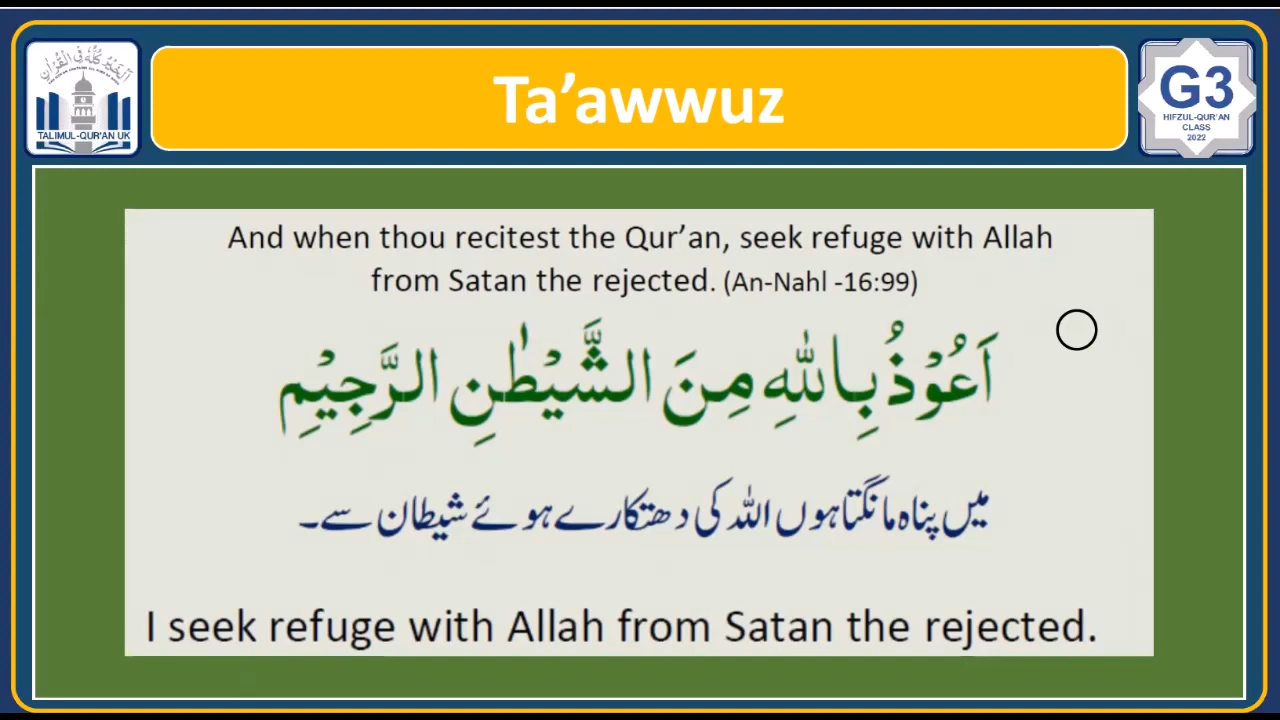 Ta’awwuz
TALIMUL-QUR'AN UK
G3
HIFZUL-QUR'AN
CLASS
2022
And when thou recitest the Qur’an, seek refuge with Allah
from Satan the rejected. (An-Nahl -16:99)
اَعُوْذُ بِاللّٰهِ مِنَ الشَّيْطٰنِ الرَّجِيْمِ
میں پناہ مانگتا ہوں اللہ کی دھتکارے ہوئے شیطان سے۔
I seek refuge with Allah from Satan the rejected.